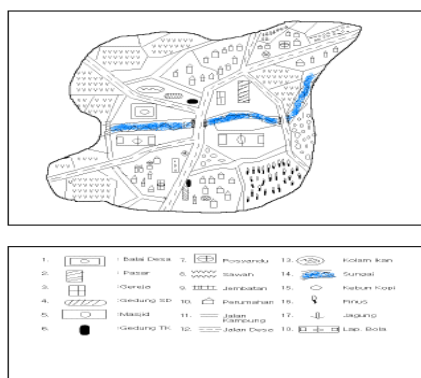 1. : Balai Desa 7. Posyandu 13. Kolam Ikan
2. : Pasar 8. Sawah 14. Sungai
3. :Gereja 9. Jembatan 15. Kebun Kopi
4. :Gedung SD 10. Perumahan 16. Pinus
5. :Masjid 11. Jalan Kampung 17. Jagung
6. :Gedung TK 12. Jalan Desa 18. Lap. Bola